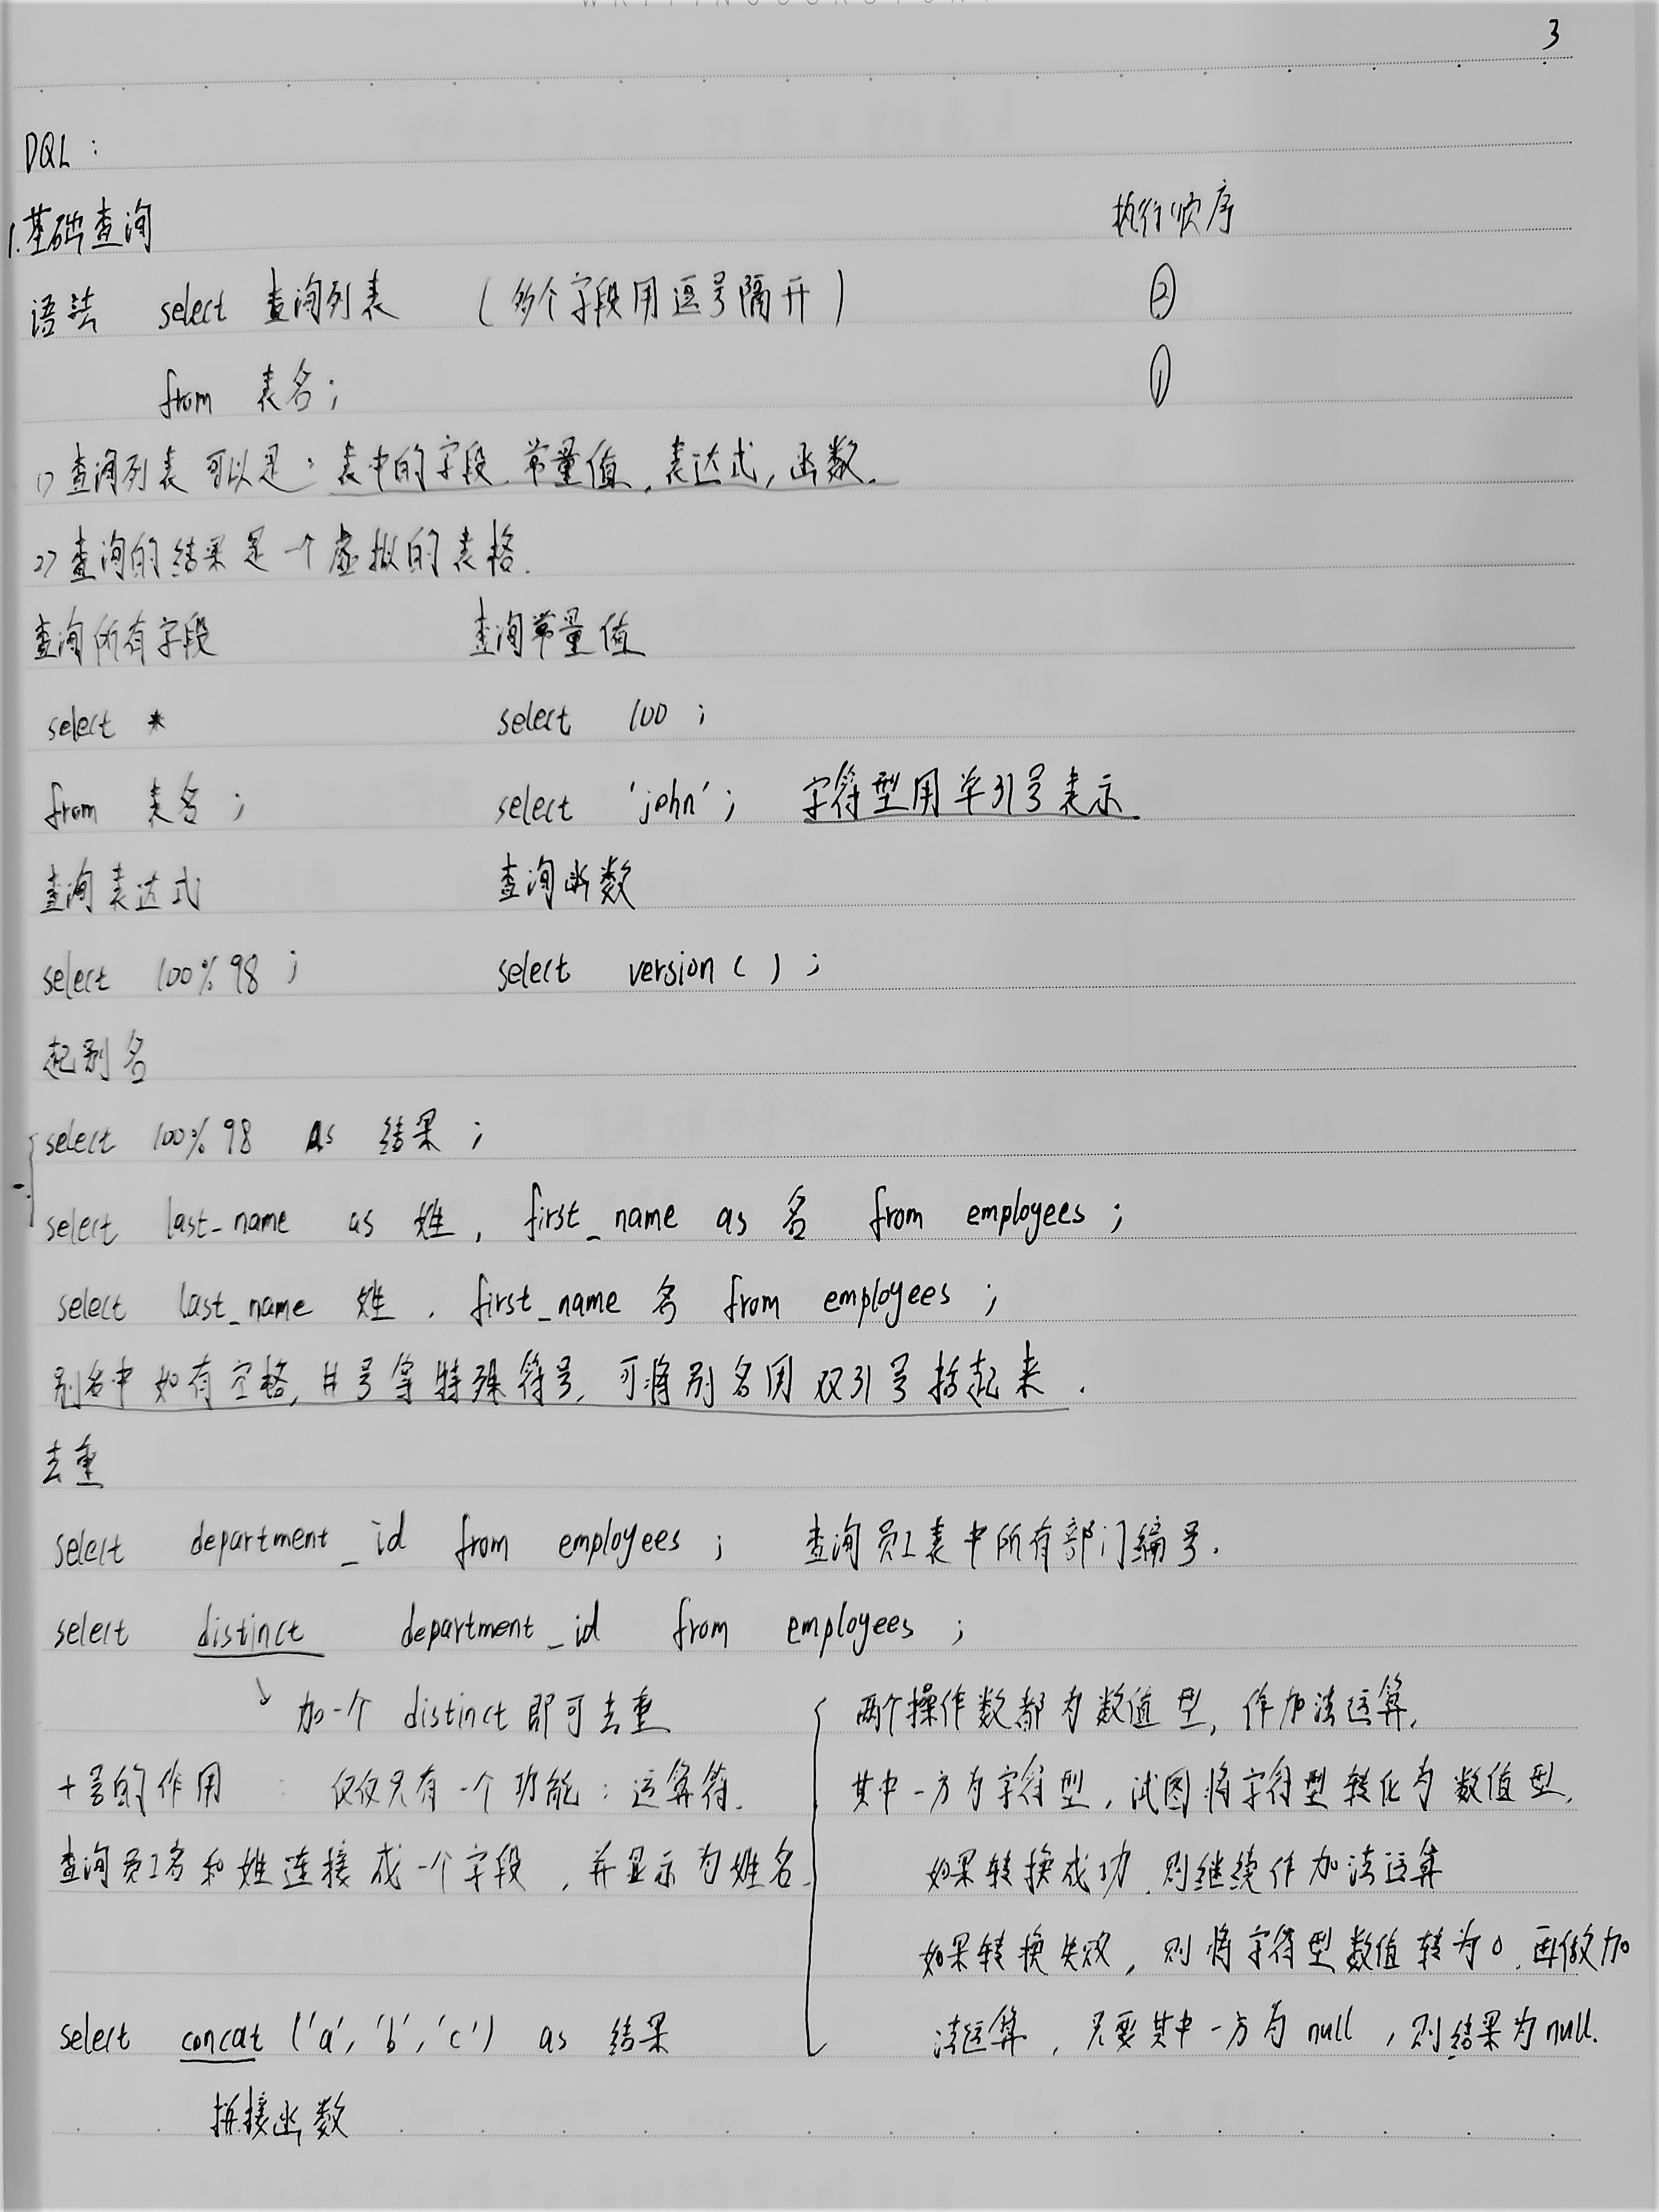 3
DQL：
1.基础查询 执行顺序
语法 select 查询列表 （多个字段用逗号隔开） ②
from 表名； ①
1) 查询列表可以是：表中的字段、常量值，表达式，函数.
2) 查询的结果是一个虚拟的表格.
查询所有字段 查询常量值
select * select 100 ;
from 表名 ; select 'john' ; 字符型用单引号表示
查询表达式 查询函数
select 100%98 ; select version ( ) ;
起别名
select 100%98 As 结果 ;
select last_name as 姓 , first_name as 名 from employees ;
select last_name 姓 , first_name 名 from employees ;
别名中如有空格, #号等特殊符号, 可将别名用双引号括起来 .
去重
select department_id from employees ; 查询员工表中所有部门编号.
select distinct department_id from employees ;
加一个 distinct 即可去重
+号的作用 : 仅仅只有一个功能：运算符.
查询员工名和姓连接成一个字段 , 并显示为姓名.
select concat ('a', 'b', 'c') as 结果
拼接函数
两个操作数都为数值型, 作加法运算.
其中一方为字符型, 试图将字符型转化为数值型.
如果转换成功, 则继续作加法运算
如果转换失败, 则将字符型数值转为0, 再做加
法运算 , 只要其中一方为 null , 则结果为 null.